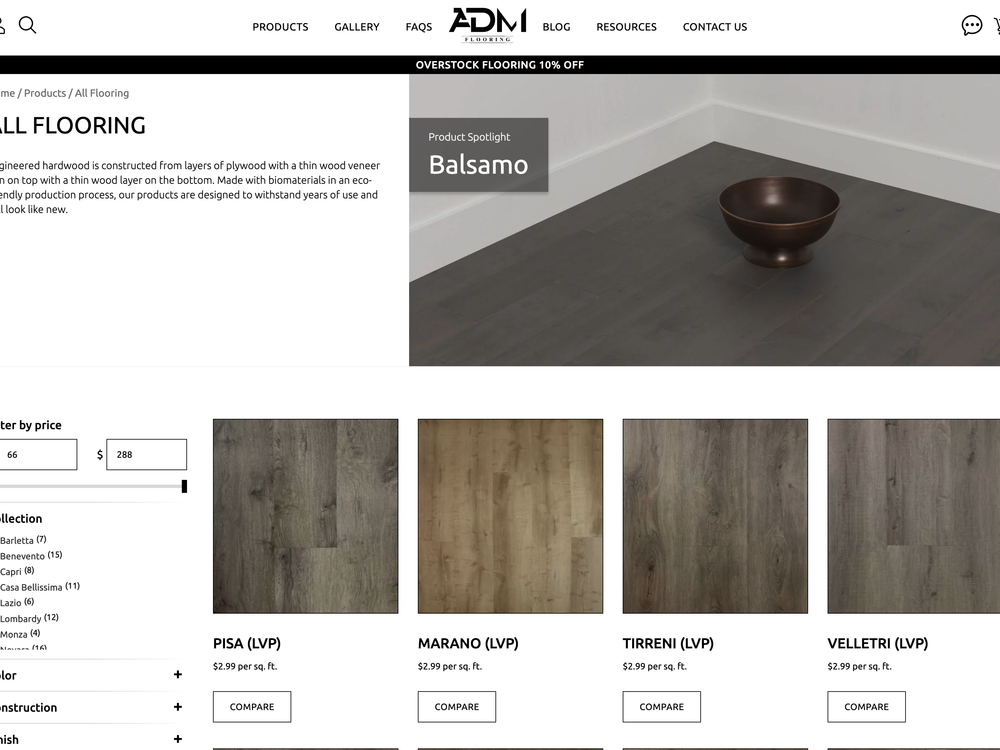 PRODUCTS GALLERY FAQS ADM FLOORING BLOG RESOURCES CONTACT US
OVERSTOCK FLOORING 10% OFF
me / Products / All Flooring
LL FLOORING
gineered hardwood is constructed from layers of plywood with a thin wood veneer
n on top with a thin wood layer on the bottom. Made with biomaterials in an eco-
endly production process, our products are designed to withstand years of use and
l look like new.
Product Spotlight
Balsamo
ter by price
66 $ 288
ollection
Barletta (7)
Benevento (15)
Capri (8)
Casa Bellissima (11)
Lazio (6)
Lombardy (12)
Monza (4)
Novara (16)
lor +
onstruction +
nish +
PISA (LVP)
$2.99 per sq. ft.
COMPARE
MARANO (LVP)
$2.99 per sq. ft.
COMPARE
TIRRENI (LVP)
$2.99 per sq. ft.
COMPARE
VELLETRI (LVP)
$2.99 per sq. ft.
COMPARE